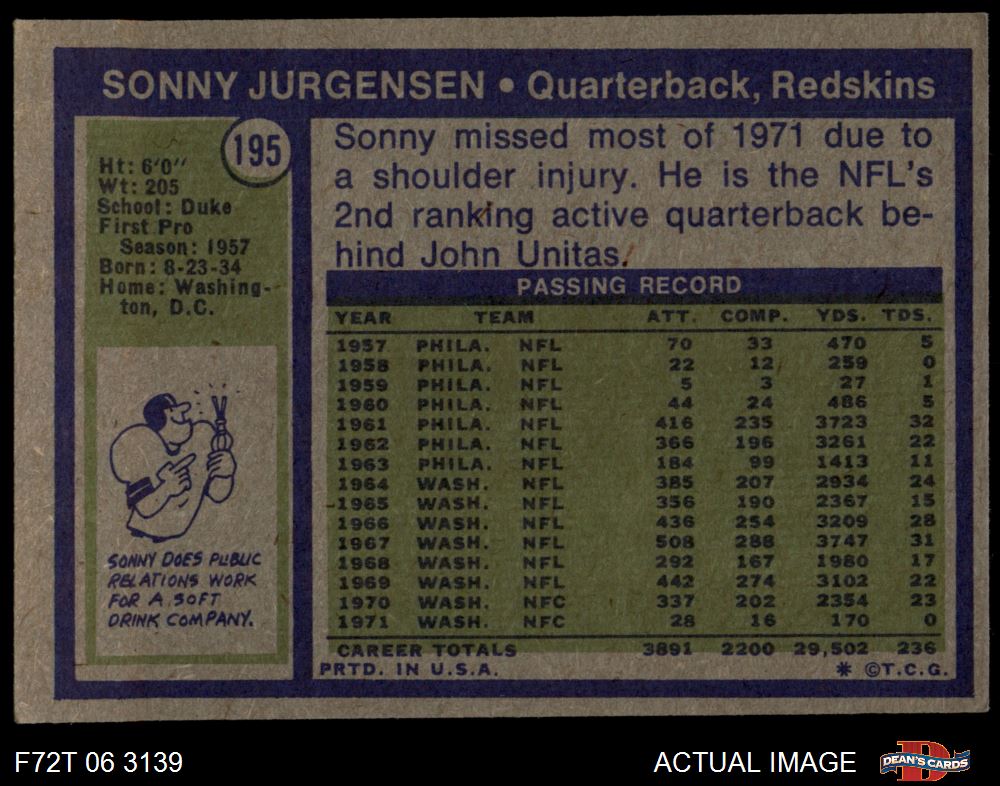 SONNY JURGENSEN • Quarterback, Redskins
195
Ht: 6'0''
Wt: 205
School: Duke
First Pro
Season: 1957
Born: 8-23-34
Home: Washing-
ton, D.C.
SONNY DOES PUBLIC
RELATIONS WORK
FOR A SOFT
DRINK COMPANY.
Sonny missed most of 1971 due to
a shoulder injury. He is the NFL's
2nd ranking active quarterback be-
hind John Unitas.
PASSING RECORD
YEAR TEAM ATT. COMP. YDS. TDS.
1957 PHILA. NFL 70 33 470 5
1958 PHILA. NFL 22 12 259 0
1959 PHILA. NFL 5 3 27 1
1960 PHILA. NFL 44 24 486 5
1961 PHILA. NFL 416 235 3723 32
1962 PHILA. NFL 366 196 3261 22
1963 PHILA. NFL 184 99 1413 11
1964 WASH. NFL 385 207 2934 24
1965 WASH. NFL 356 190 2367 15
1966 WASH. NFL 436 254 3209 28
1967 WASH. NFL 508 288 3747 31
1968 WASH. NFL 292 167 1980 17
1969 WASH. NFL 442 274 3102 22
1970 WASH. NFC 337 202 2354 23
1971 WASH. NFC 28 16 170 0
CAREER TOTALS 3891 2200 29,502 236
PRTD. IN U.S.A. * ©T.C.G.
F72T 06 3139
ACTUAL IMAGE
DEAN'S CARDS